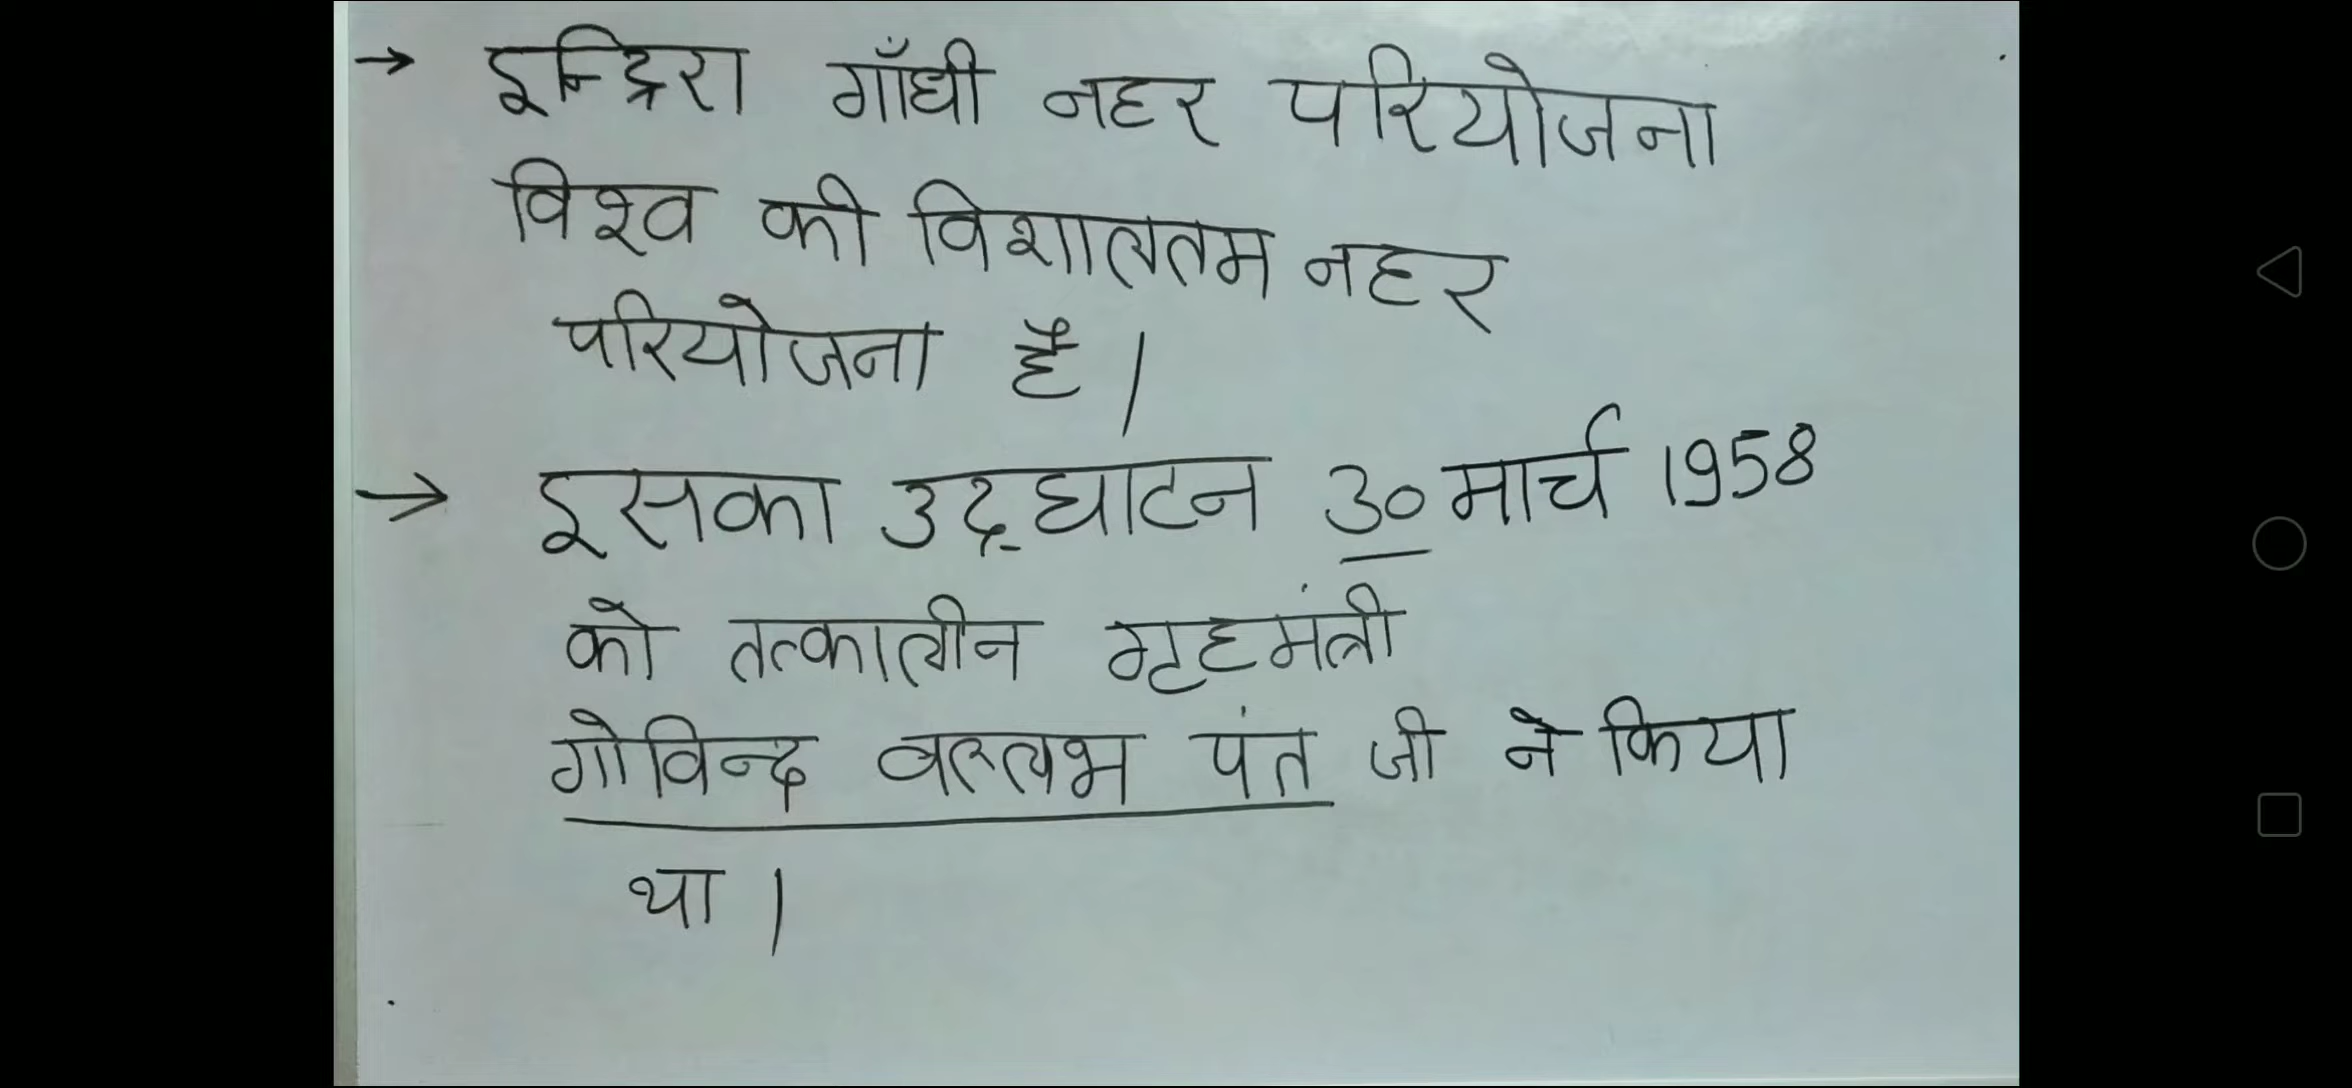 → इन्दिरा गाँधी नहर परियोजना
विश्व की विशालतम नहर
परियोजना है।
→ इसका उद्‌घाटन 30 मार्च 1958
को तत्कालीन गृहमंत्री
गोविन्द वल्लभ पंत जी ने किया
था।